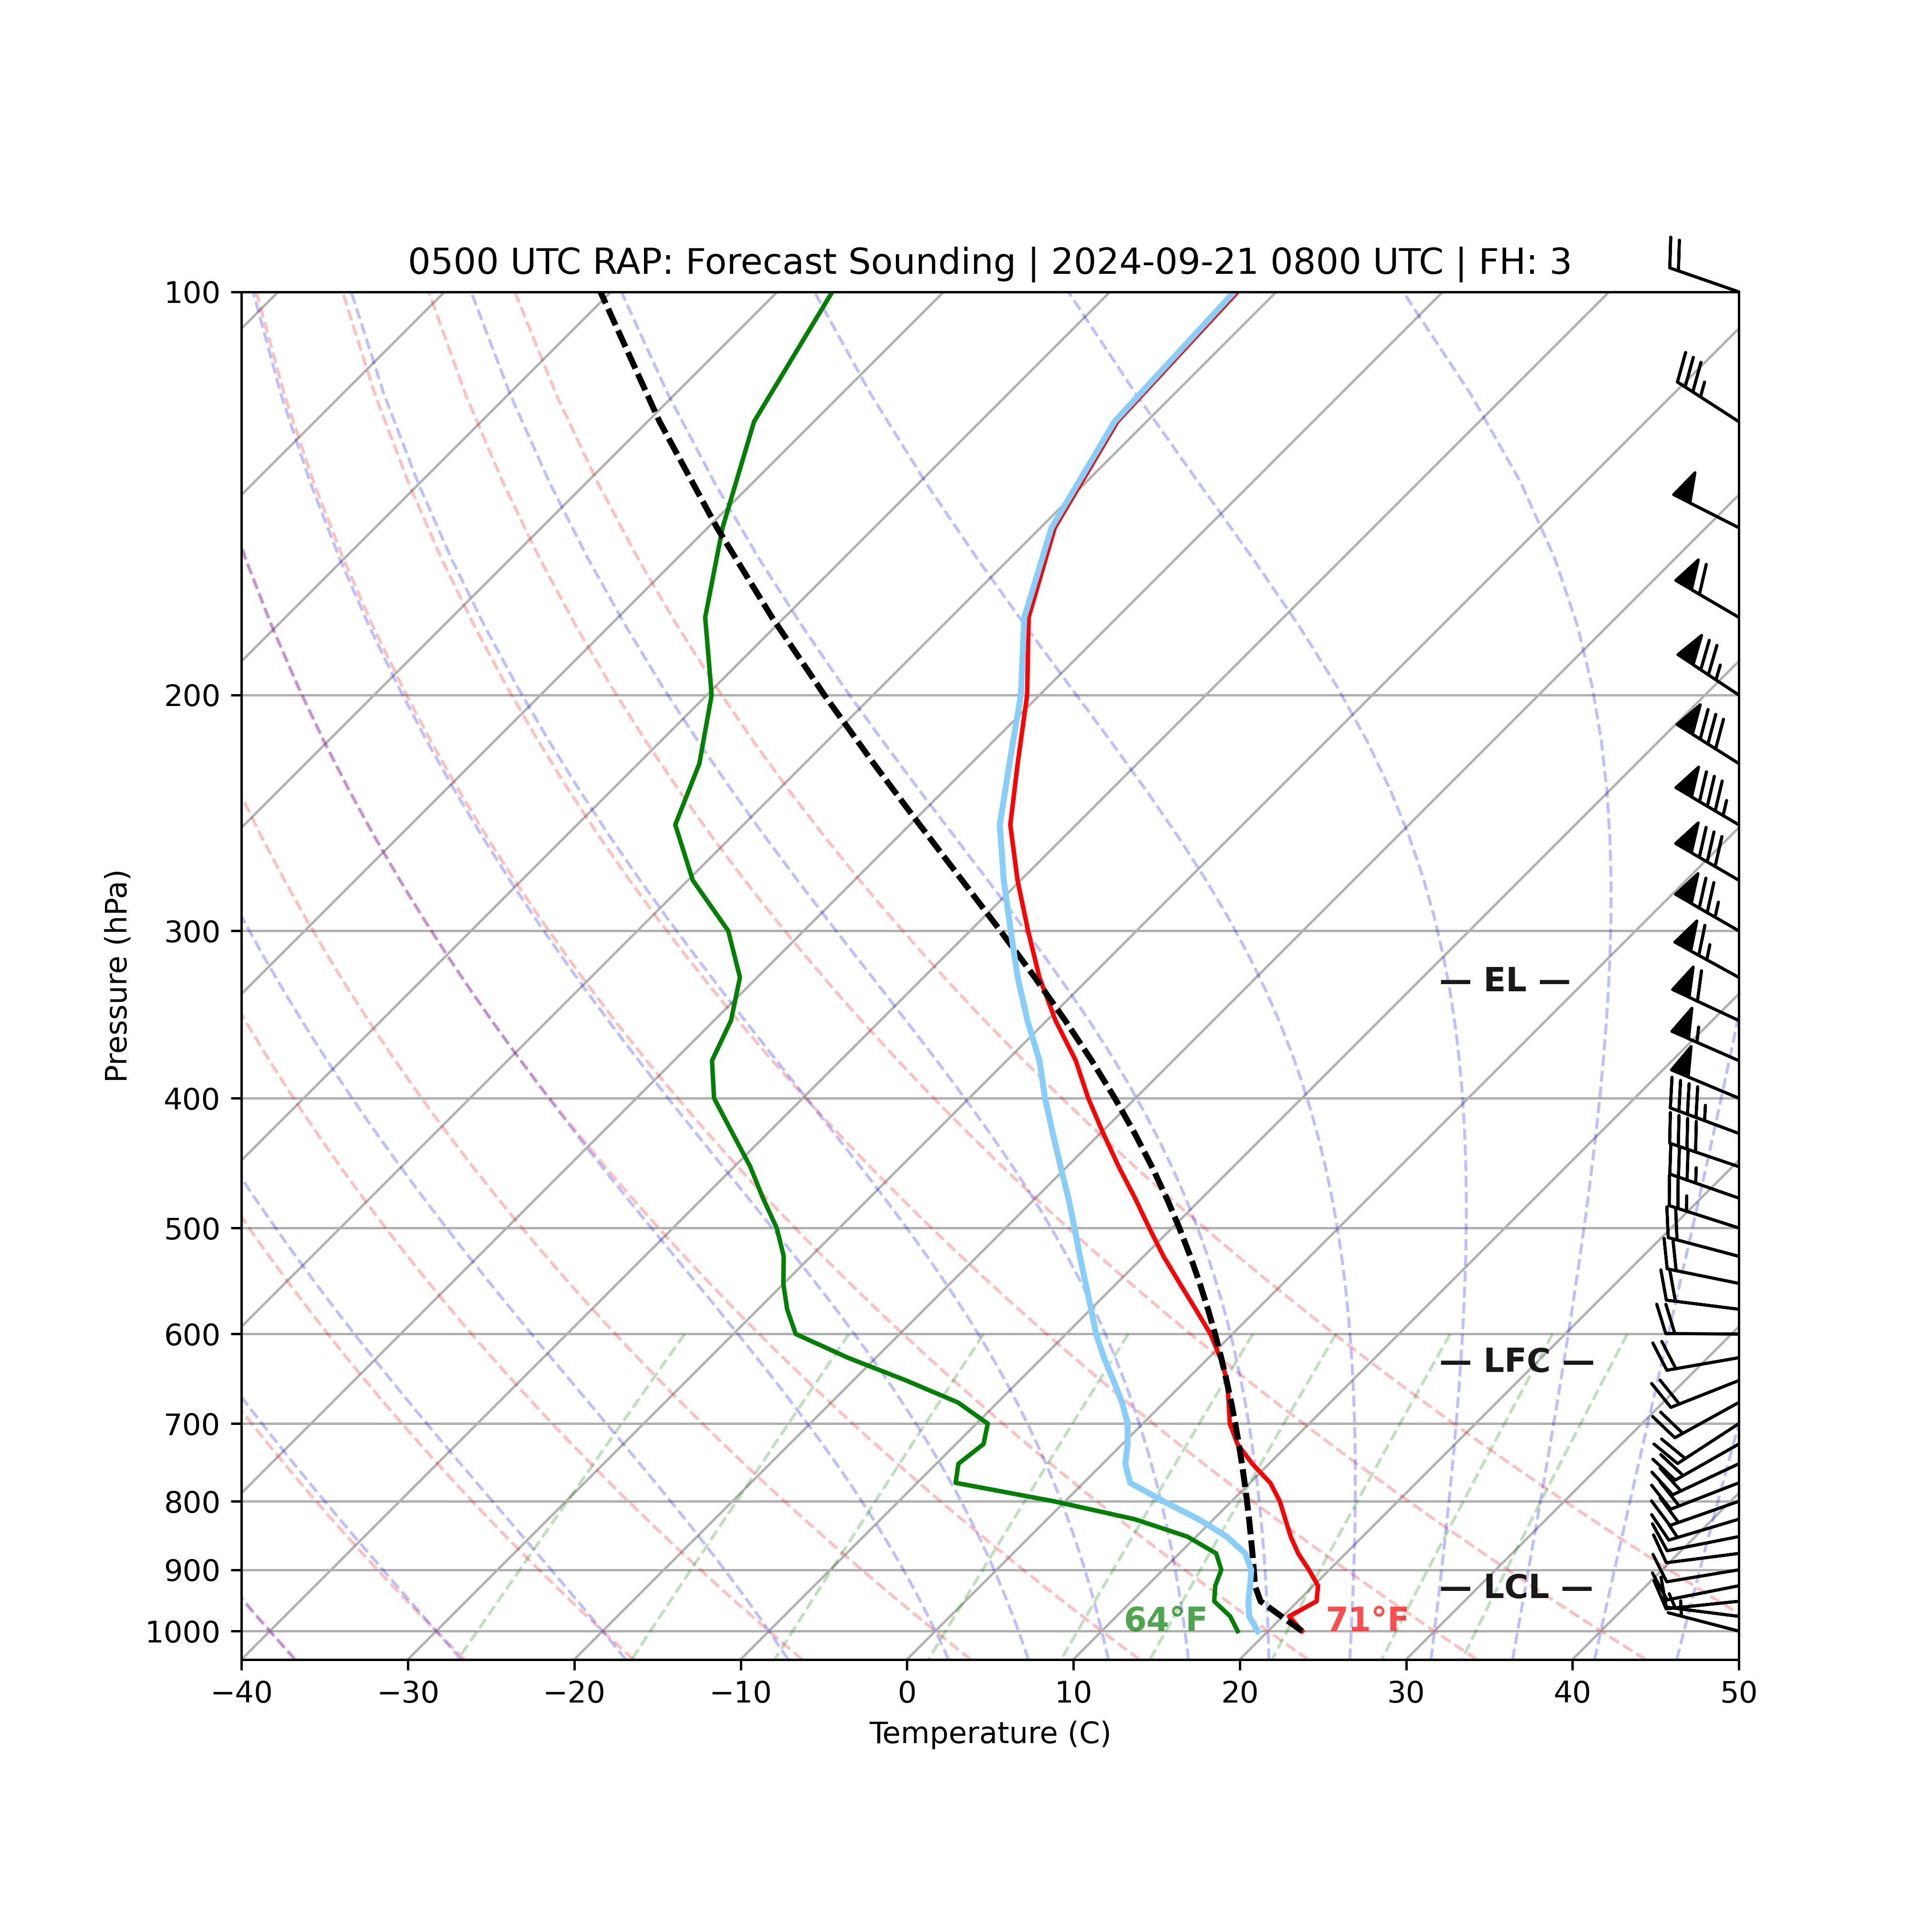 0500 UTC RAP: Forecast Sounding | 2024-09-21 0800 UTC | FH: 3
100
200
300
— EL —
400
500
600
— LFC —
700
800
900
— LCL —
64°F 71°F
1000
−40 −30 −20 −10 0 10 20 30 40 50
Temperature (C)
Pressure (hPa)